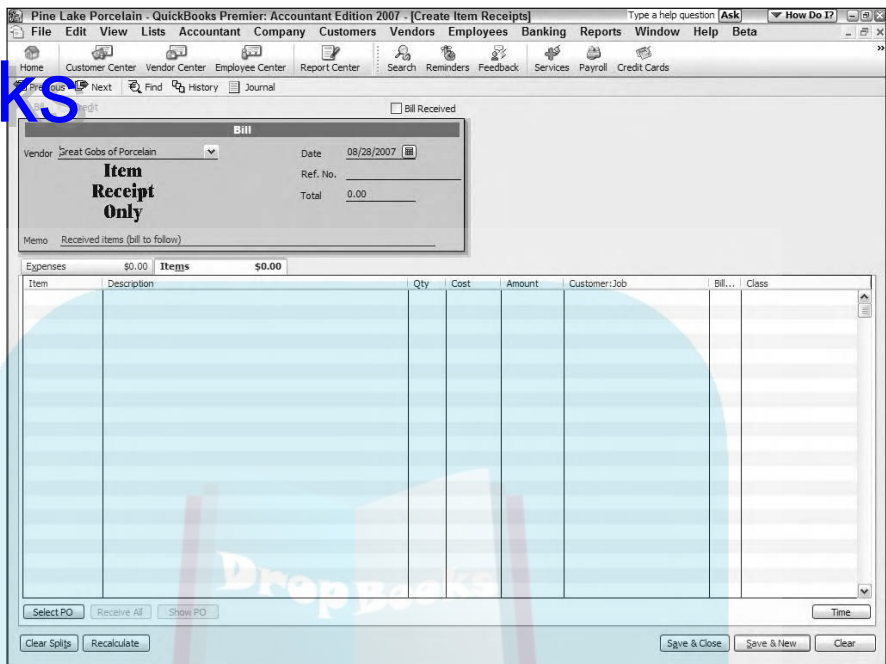 Pine Lake Porcelain - QuickBooks Premier: Accountant Edition 2007 - [Create Item Receipts] Type a help question Ask How Do I?
File Edit View Lists Accountant Company Customers Vendors Employees Banking Reports Window Help Beta
Home Customer Center Vendor Center Employee Center Report Center Search Reminders Feedback Services Payroll Credit Cards
Previous Next Find History Journal
ks
Bill Credit Bill Received
Bill
Vendor Great Gobs of Porcelain Date 08/28/2007
Item Ref. No.
Receipt Total 0.00
Only
Memo Received items (bill to follow)
Expenses $0.00 Items $0.00
Item Description Qty Cost Amount Customer:Job Bill... Class
DropBooks
Select PO Receive All Show PO Time
Clear Splits Recalculate Save & Close Save & New Clear